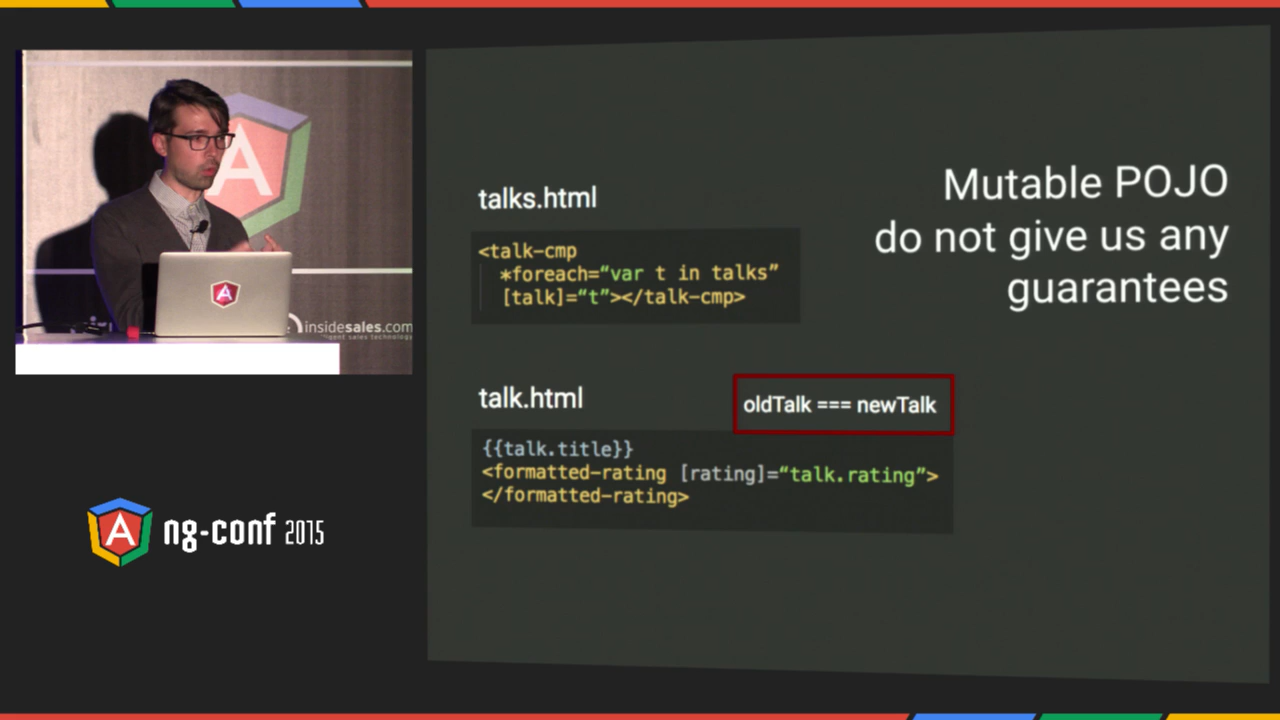 A
insidesales.com
talks.html
<talk-cmp
*foreach=“var t in talks”
[talk]=“t”></talk-cmp>
Mutable POJO
do not give us any
guarantees
talk.html
oldTalk === newTalk
{{talk.title}}
<formatted-rating [rating]=“talk.rating”>
</formatted-rating>
A ng-conf 2015